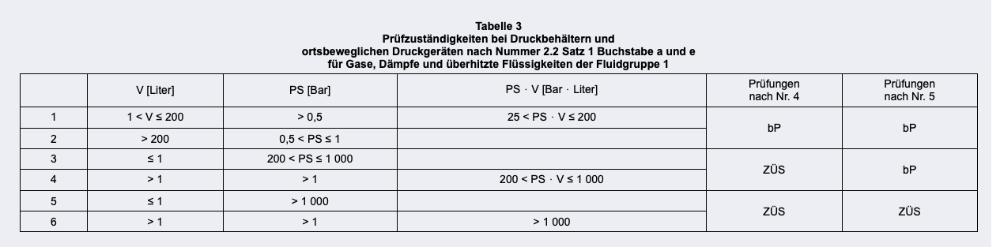 Tabelle 3
Prüfzuständigkeiten bei Druckbehältern und
ortsbeweglichen Druckgeräten nach Nummer 2.2 Satz 1 Buchstabe a und e
für Gase, Dämpfe und überhitzte Flüssigkeiten der Fluidgruppe 1
V [Liter] PS [Bar] PS · V [Bar · Liter] Prüfungen nach Nr. 4 Prüfungen nach Nr. 5
1 1 < V ≤ 200 > 0,5 25 < PS · V ≤ 200 bP bP
2 > 200 0,5 < PS ≤ 1
3 ≤ 1 200 < PS ≤ 1 000 ZÜS bP
4 > 1 > 1 200 < PS · V ≤ 1 000
5 ≤ 1 > 1 000 ZÜS ZÜS
6 > 1 > 1 > 1 000